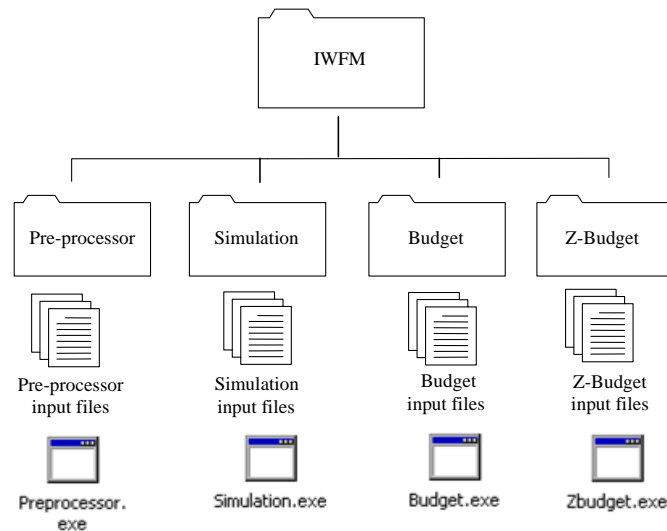 IWFM
Pre-processor
Simulation
Budget
Z-Budget
Pre-processor
input files
Simulation
input files
Budget
input files
Z-Budget
input files
Preprocessor.
exe
Simulation.exe
Budget.exe
Zbudget.exe